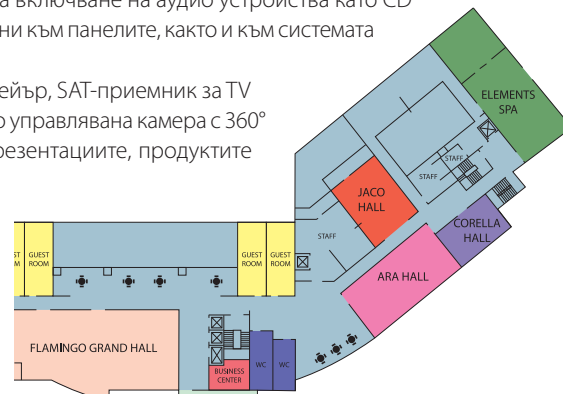 а включване на аудио устройства като CD
ни към панелите, както и към системата
ейър, SAT-приемник за TV
о управлявана камера с 360°
резентациите, продуктите
ELEMENTS
SPA
STAFF
STAFF
JACO
HALL
CORELLA
HALL
STAFF
ARA HALL
GUEST
ROOM
GUEST
ROOM
GUEST
ROOM
FLAMINGO GRAND HALL
BUSINESS
CENTER
WC
WC